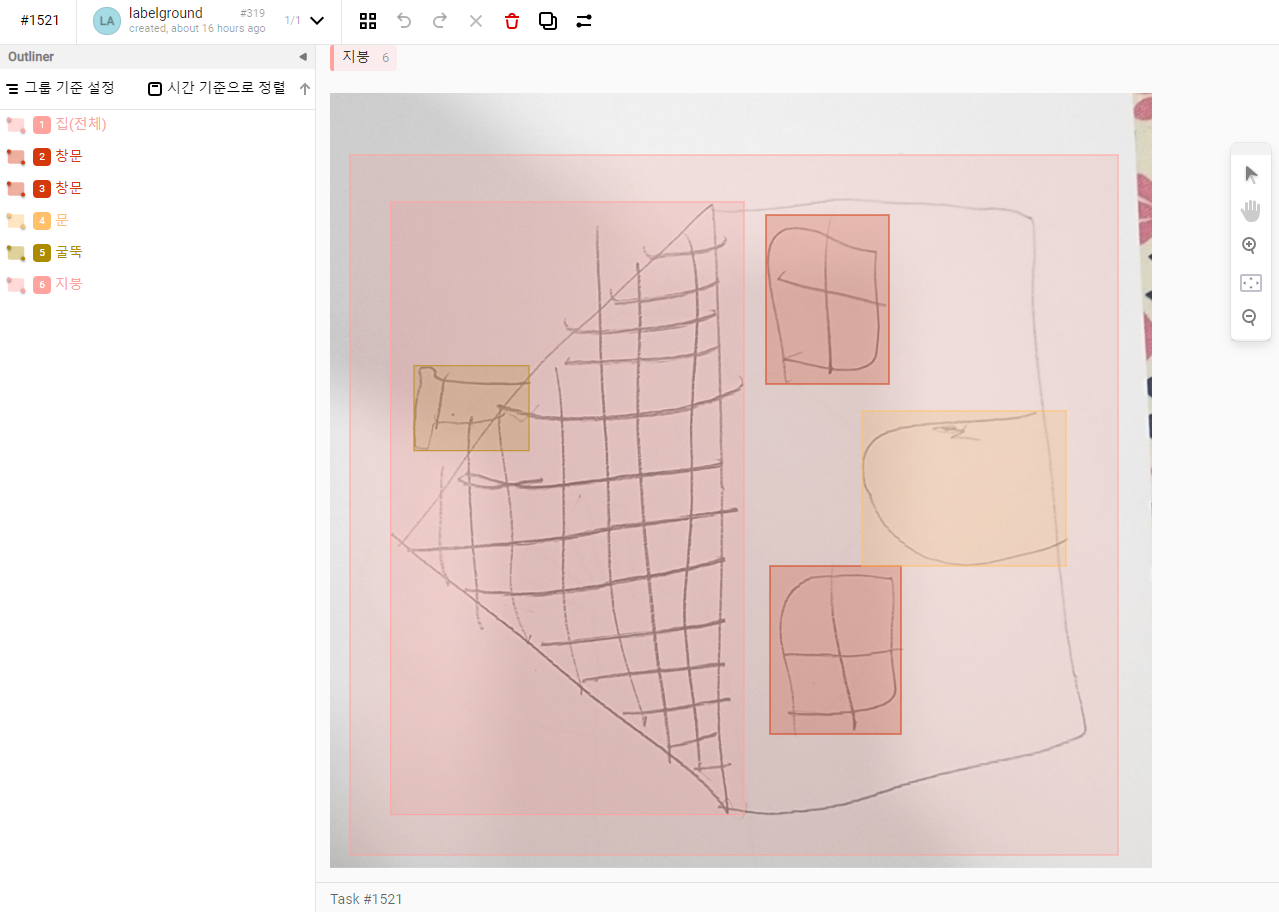 #1521
LA
labelground
#319
created, about 16 hours ago
1/1
Outliner
그룹 기준 설정
시간 기준으로 정렬
1 집(전체)
2 창문
3 창문
4 문
5 굴뚝
6 지붕
지붕 6
Task #1521